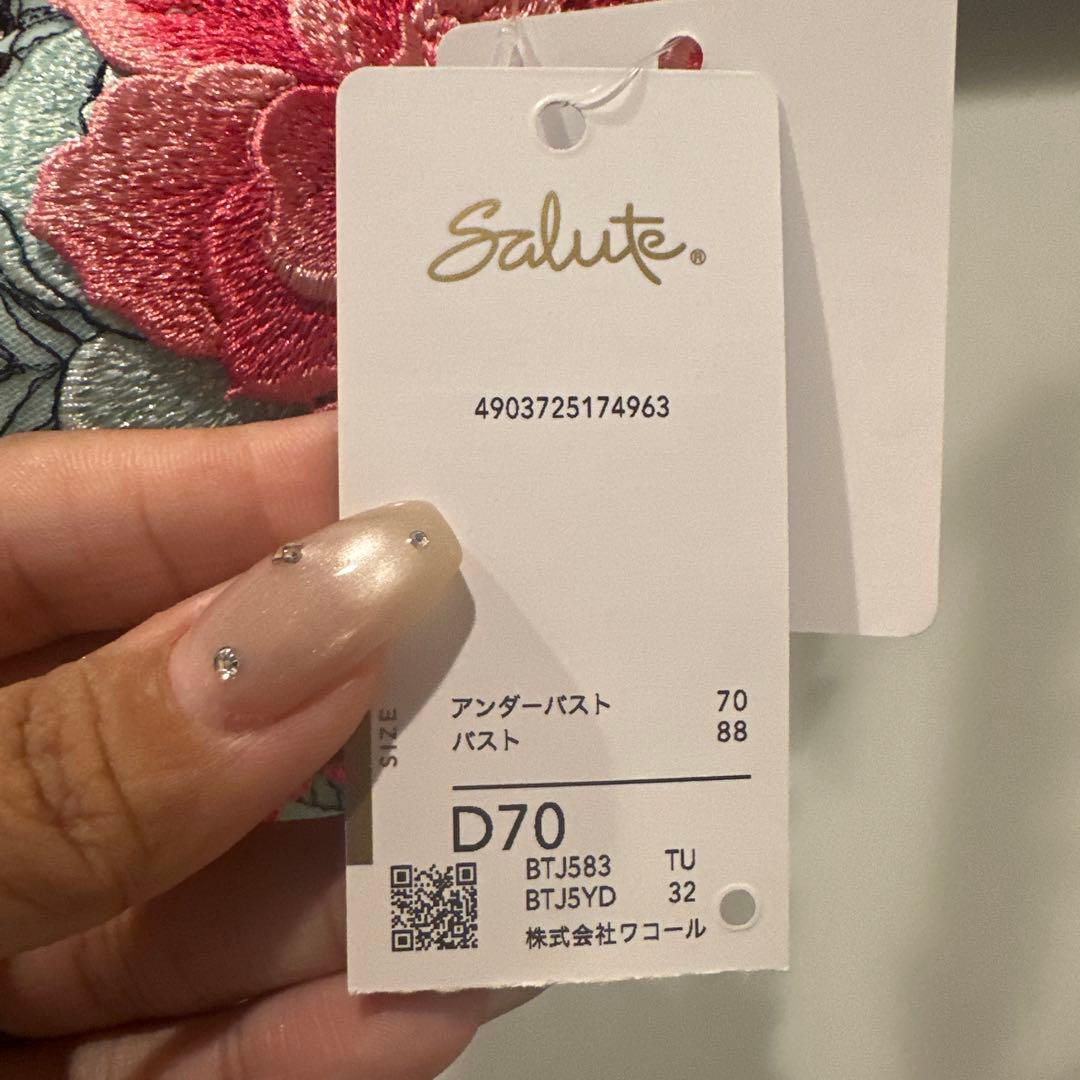 Salute®
4903725174963
SIZE
アンダーバスト 70
バスト 88
D70
BTJ583 TU
BTJ5YD 32
株式会社ワコール